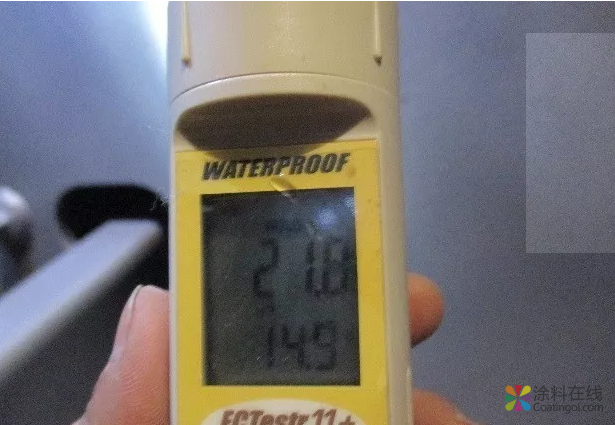 WATERPROOF
21.8
14.9
ECTestr 11+
涂料在线
Coatingol.com